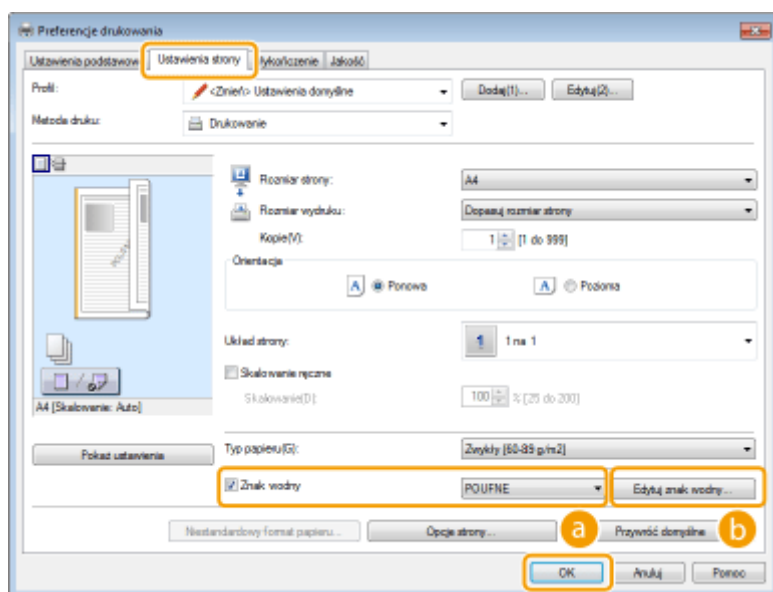 Preferencje drukowania
Ustawienia podstawow Ustawienia strony Wykończenie Jakość
Profil: <Zmień> Ustawienia domyślne Dodaj(1)... Edytuj(2)...
Metoda druku: Drukowanie
Rozmiar strony: A4
Rozmiar wydruku: Dopasuj rozmiar strony
Kopie(V): 1 [1 do 999]
Orientacja
A Pionowa A Pozioma
Układ strony: 1 1 na 1
Skalowanie ręczne
Skalowanie(D): 100 % [25 do 200]
A4 [Skalowanie: Auto]
Pokaż ustawienia Typ papieru(G): Zwykły [60-89 g/m2]
Znak wodny POUFNE Edytuj znak wodny...
Niestandardowy format papieru... Opcje strony... a Przywróć domyślne b
OK Anuluj Pomoc